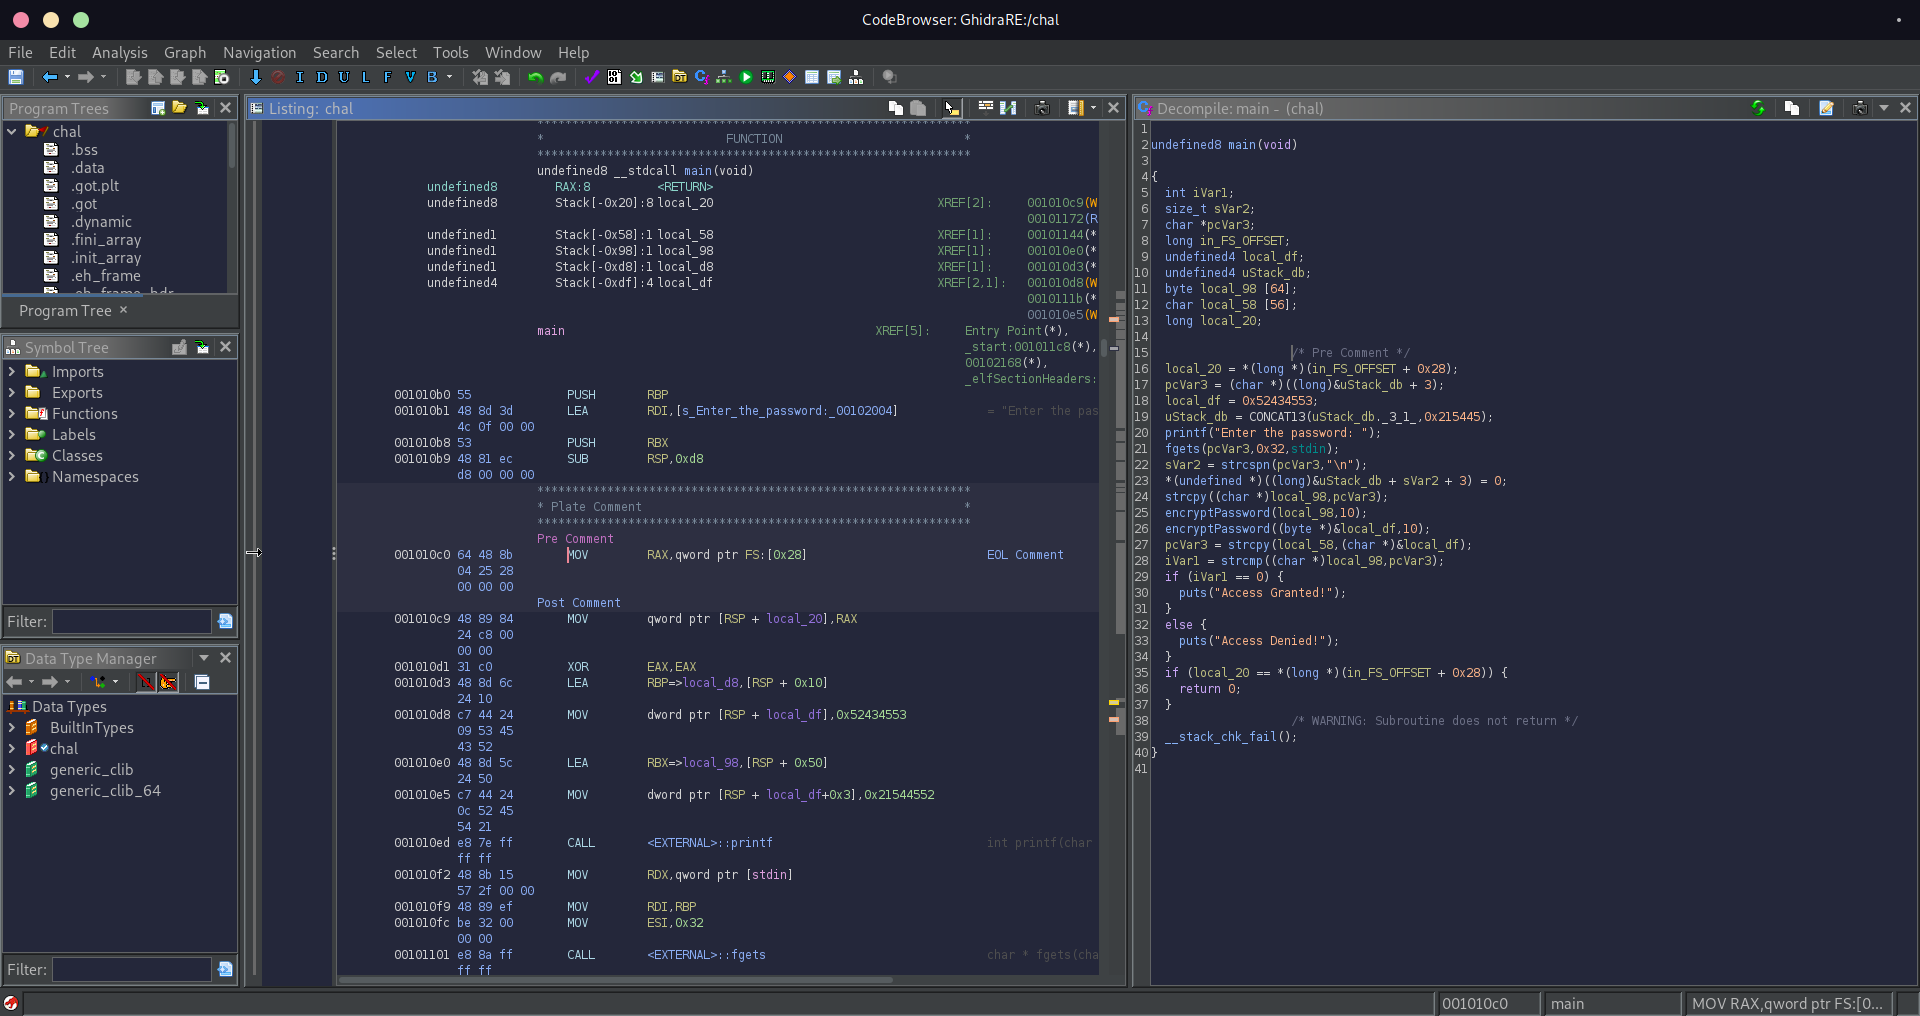 CodeBrowser: GhidraRE:/chal
File Edit Analysis Graph Navigation Search Select Tools Window Help
I D U L F V B
Program Trees
chal
.bss
.data
.got.plt
.got
.dynamic
.fini_array
.init_array
.eh_frame
.eh_frame_hdr
Program Tree ×
Symbol Tree
Imports
Exports
Functions
Labels
Classes
Namespaces
Filter:
Data Type Manager
Data Types
BuiltInTypes
chal
generic_clib
generic_clib_64
Filter:
Listing: chal
**************************************************************
* FUNCTION *
**************************************************************
undefined8 __stdcall main(void)
undefined8 RAX:8 <RETURN>
undefined8 Stack[-0x20]:8 local_20 XREF[2]: 001010c9(W
00101172(R
undefined1 Stack[-0x58]:1 local_58 XREF[1]: 00101144(*
undefined1 Stack[-0x98]:1 local_98 XREF[1]: 001010e0(*
undefined1 Stack[-0xd8]:1 local_d8 XREF[1]: 001010d3(*
undefined4 Stack[-0xdf]:4 local_df XREF[2,1]: 001010d8(W
0010111b(*
001010e5(W
main XREF[5]: Entry Point(*),
_start:001011c8(*),
00102168(*),
_elfSectionHeaders:
001010b0 55 PUSH RBP
001010b1 48 8d 3d LEA RDI,[s_Enter_the_password:_00102004] = "Enter the pas
4c 0f 00 00
001010b8 53 PUSH RBX
001010b9 48 81 ec SUB RSP,0xd8
d8 00 00 00
**************************************************************
* Plate Comment *
**************************************************************
Pre Comment
001010c0 64 48 8b MOV RAX,qword ptr FS:[0x28] EOL Comment
04 25 28
00 00 00
Post Comment
001010c9 48 89 84 MOV qword ptr [RSP + local_20],RAX
24 c8 00
00 00
001010d1 31 c0 XOR EAX,EAX
001010d3 48 8d 6c LEA RBP=>local_d8,[RSP + 0x10]
24 10
001010d8 c7 44 24 MOV dword ptr [RSP + local_df],0x52434553
09 53 45
43 52
001010e0 48 8d 5c LEA RBX=>local_98,[RSP + 0x50]
24 50
001010e5 c7 44 24 MOV dword ptr [RSP + local_df+0x3],0x21544552
0c 52 45
54 21
001010ed e8 7e ff CALL <EXTERNAL>::printf int printf(char
ff ff
001010f2 48 8b 15 MOV RDX,qword ptr [stdin]
57 2f 00 00
001010f9 48 89 ef MOV RDI,RBP
001010fc be 32 00 MOV ESI,0x32
00 00
00101101 e8 8a ff CALL <EXTERNAL>::fgets char * fgets(cha
ff ff
Decompile: main - (chal)
1
2 undefined8 main(void)
3
4 {
5 int iVar1;
6 size_t sVar2;
7 char *pcVar3;
8 long in_FS_OFFSET;
9 undefined4 local_df;
10 undefined4 uStack_db;
11 byte local_98 [64];
12 char local_58 [56];
13 long local_20;
14
15 /* Pre Comment */
16 local_20 = *(long *)(in_FS_OFFSET + 0x28);
17 pcVar3 = (char *)((long)&uStack_db + 3);
18 local_df = 0x52434553;
19 uStack_db = CONCAT13(uStack_db._3_1_,0x215445);
20 printf("Enter the password: ");
21 fgets(pcVar3,0x32,stdin);
22 sVar2 = strcspn(pcVar3,"\n");
23 *(undefined *)((long)&uStack_db + sVar2 + 3) = 0;
24 strcpy((char *)local_98,pcVar3);
25 encryptPassword(local_98,10);
26 encryptPassword((byte *)&local_df,10);
27 pcVar3 = strcpy(local_58,(char *)&local_df);
28 iVar1 = strcmp((char *)local_98,pcVar3);
29 if (iVar1 == 0) {
30 puts("Access Granted!");
31 }
32 else {
33 puts("Access Denied!");
34 }
35 if (local_20 == *(long *)(in_FS_OFFSET + 0x28)) {
36 return 0;
37 }
38 /* WARNING: Subroutine does not return */
39 __stack_chk_fail();
40 }
41
001010c0 main MOV RAX,qword ptr FS:[0...